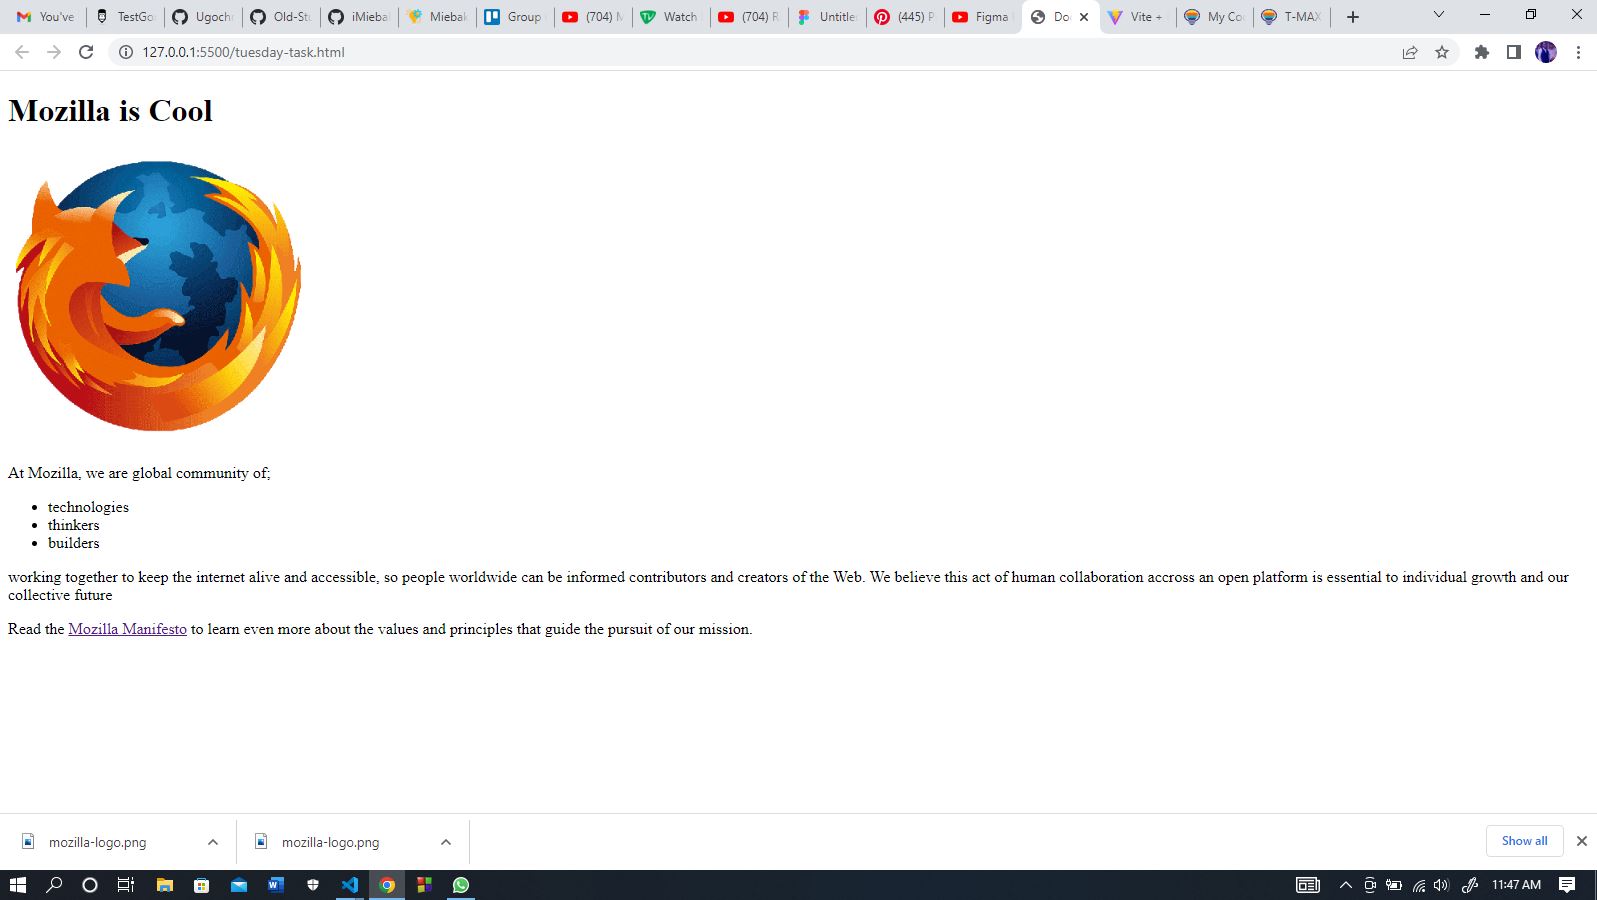 You've
TestGo
Ugoch
Old-St
iMieba
Miebak
Group
(704) M
Watch
(704) R
Untitle
(445) P
Figma
Do
Vite +
My Co
T-MAX
127.0.0.1:5500/tuesday-task.html
Mozilla is Cool
At Mozilla, we are global community of;
technologies
thinkers
builders
working together to keep the internet alive and accessible, so people worldwide can be informed contributors and creators of the Web. We believe this act of human collaboration accross an open platform is essential to individual growth and our
collective future
Read the Mozilla Manifesto to learn even more about the values and principles that guide the pursuit of our mission.
mozilla-logo.png
mozilla-logo.png
Show all
11:47 AM